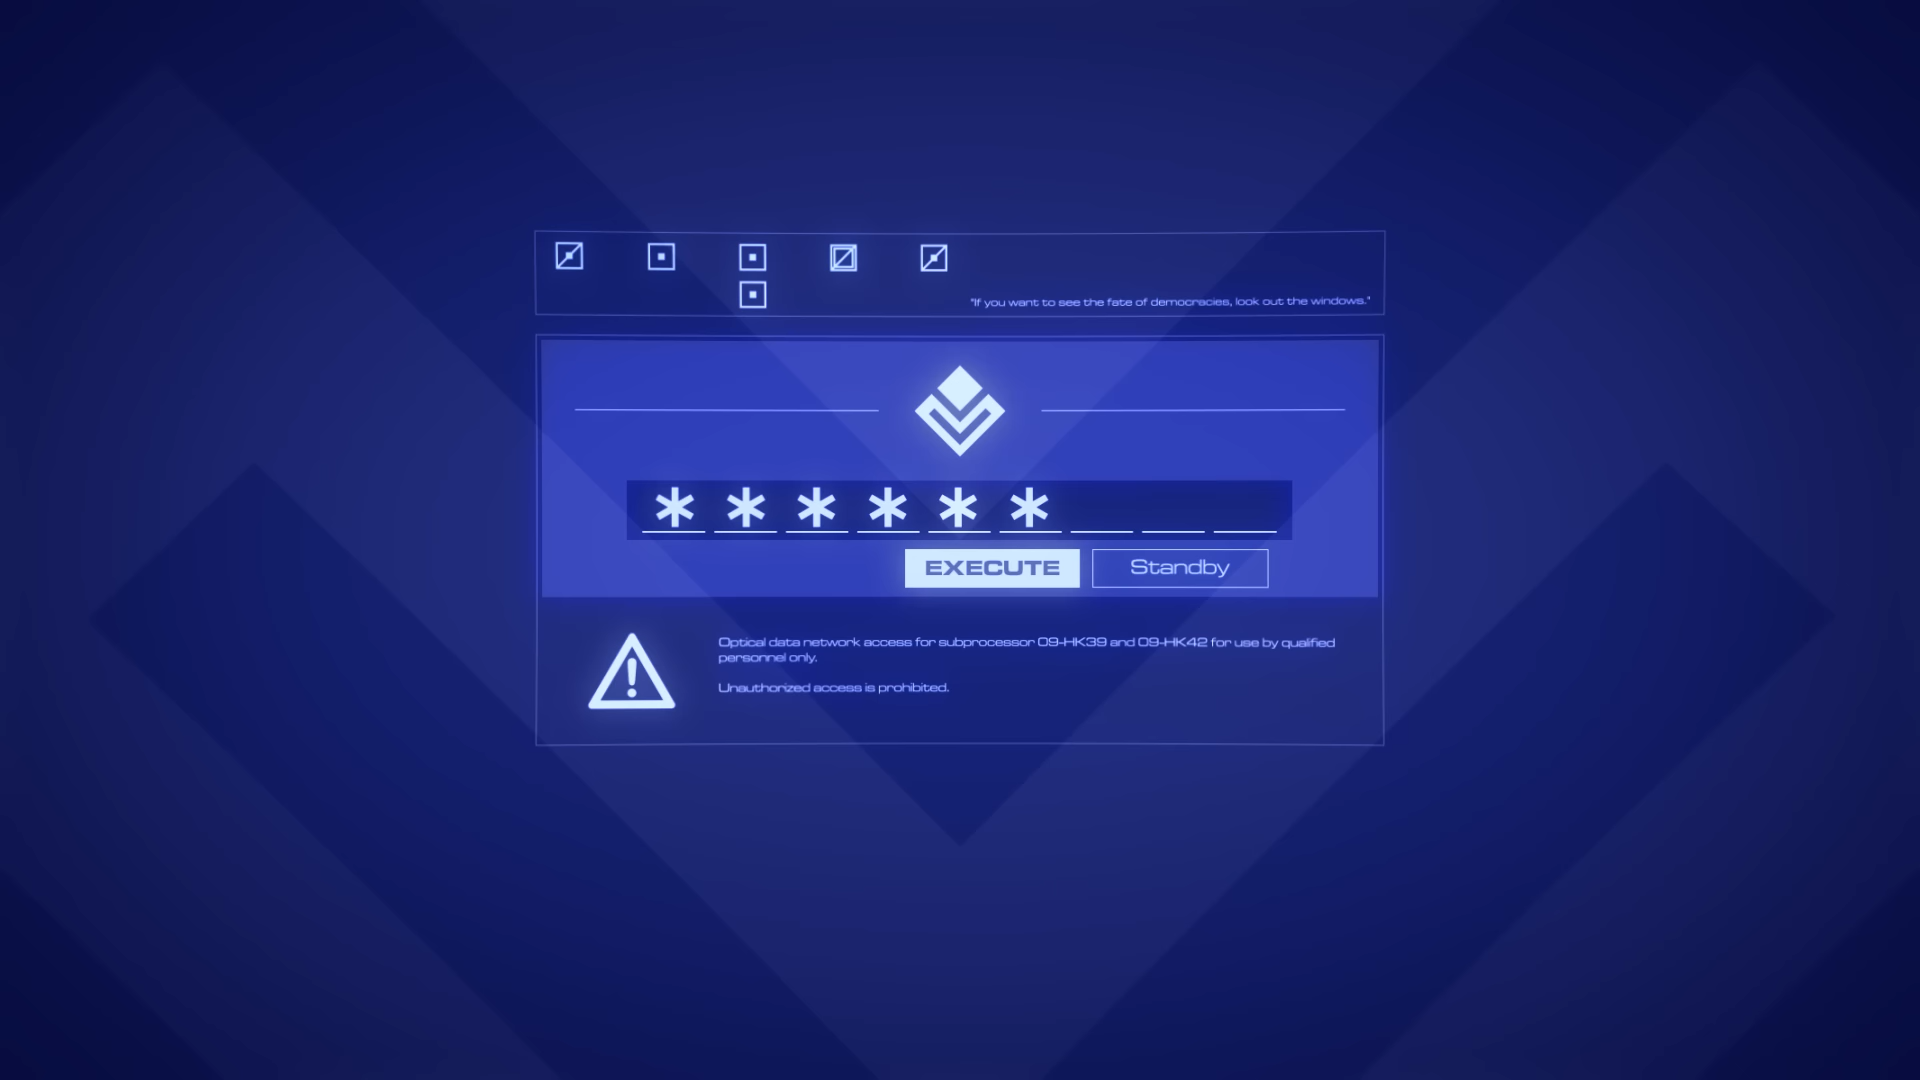 "If you want to see the fate of democracies, look out the windows."
******
EXECUTE
Standby
Optical data network access for subprocessor 09-HK39 and 09-HK42 for use by qualified
personnel only.
Unauthorized access is prohibited.